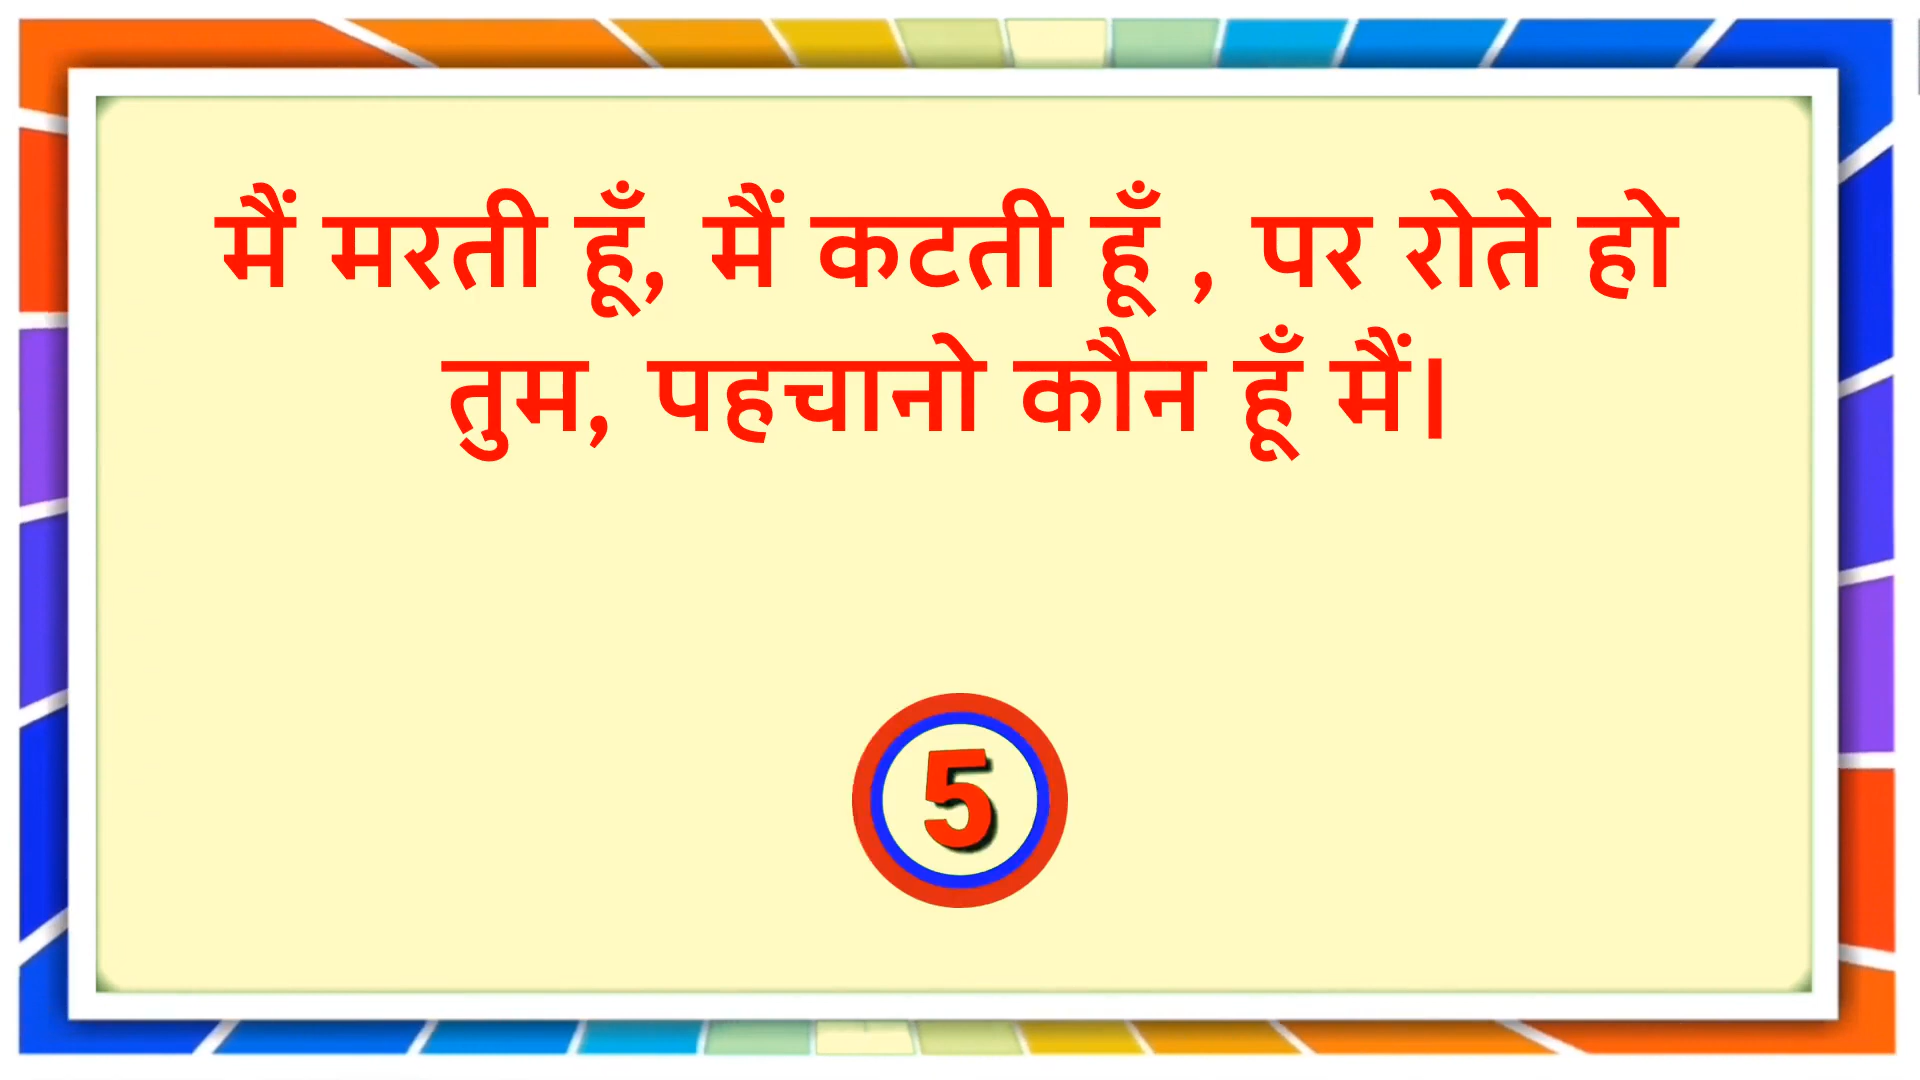 मैं मरती हूँ, मैं कटती हूँ , पर रोते हो
तुम, पहचानो कौन हूँ मैं।
5